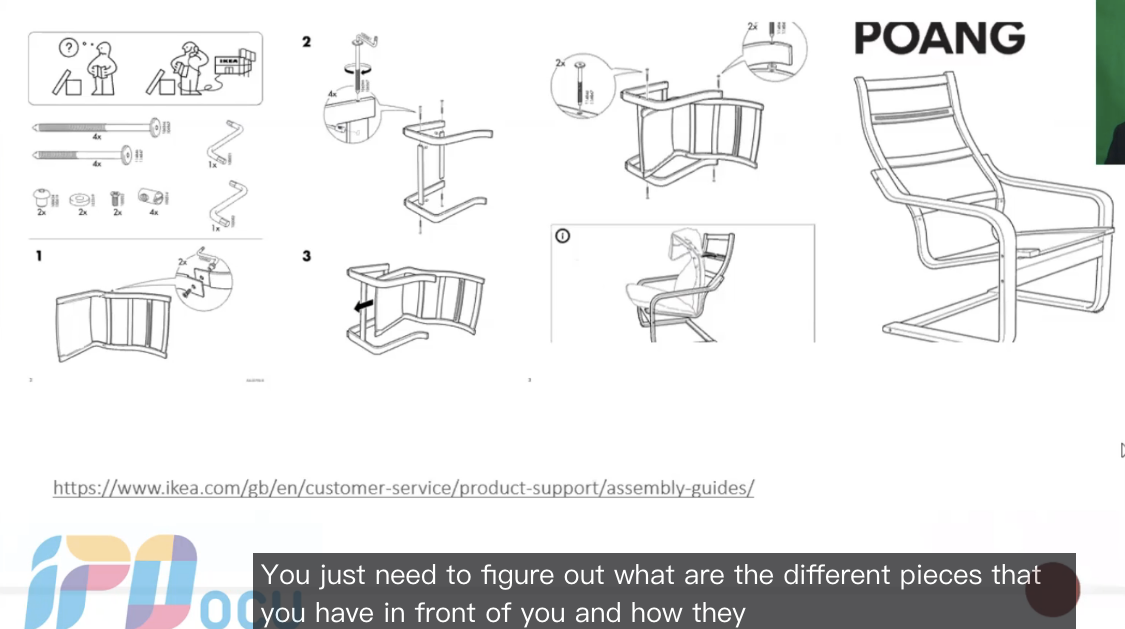 POANG
?
IKEA
2
2x
2x
4x
4x
4x
1x
2x
2x
2x
4x
1x
1
2x
3
i
https://www.ikea.com/gb/en/customer-service/product-support/assembly-guides/
iPDocu
You just need to figure out what are the different pieces that
you have in front of you and how they